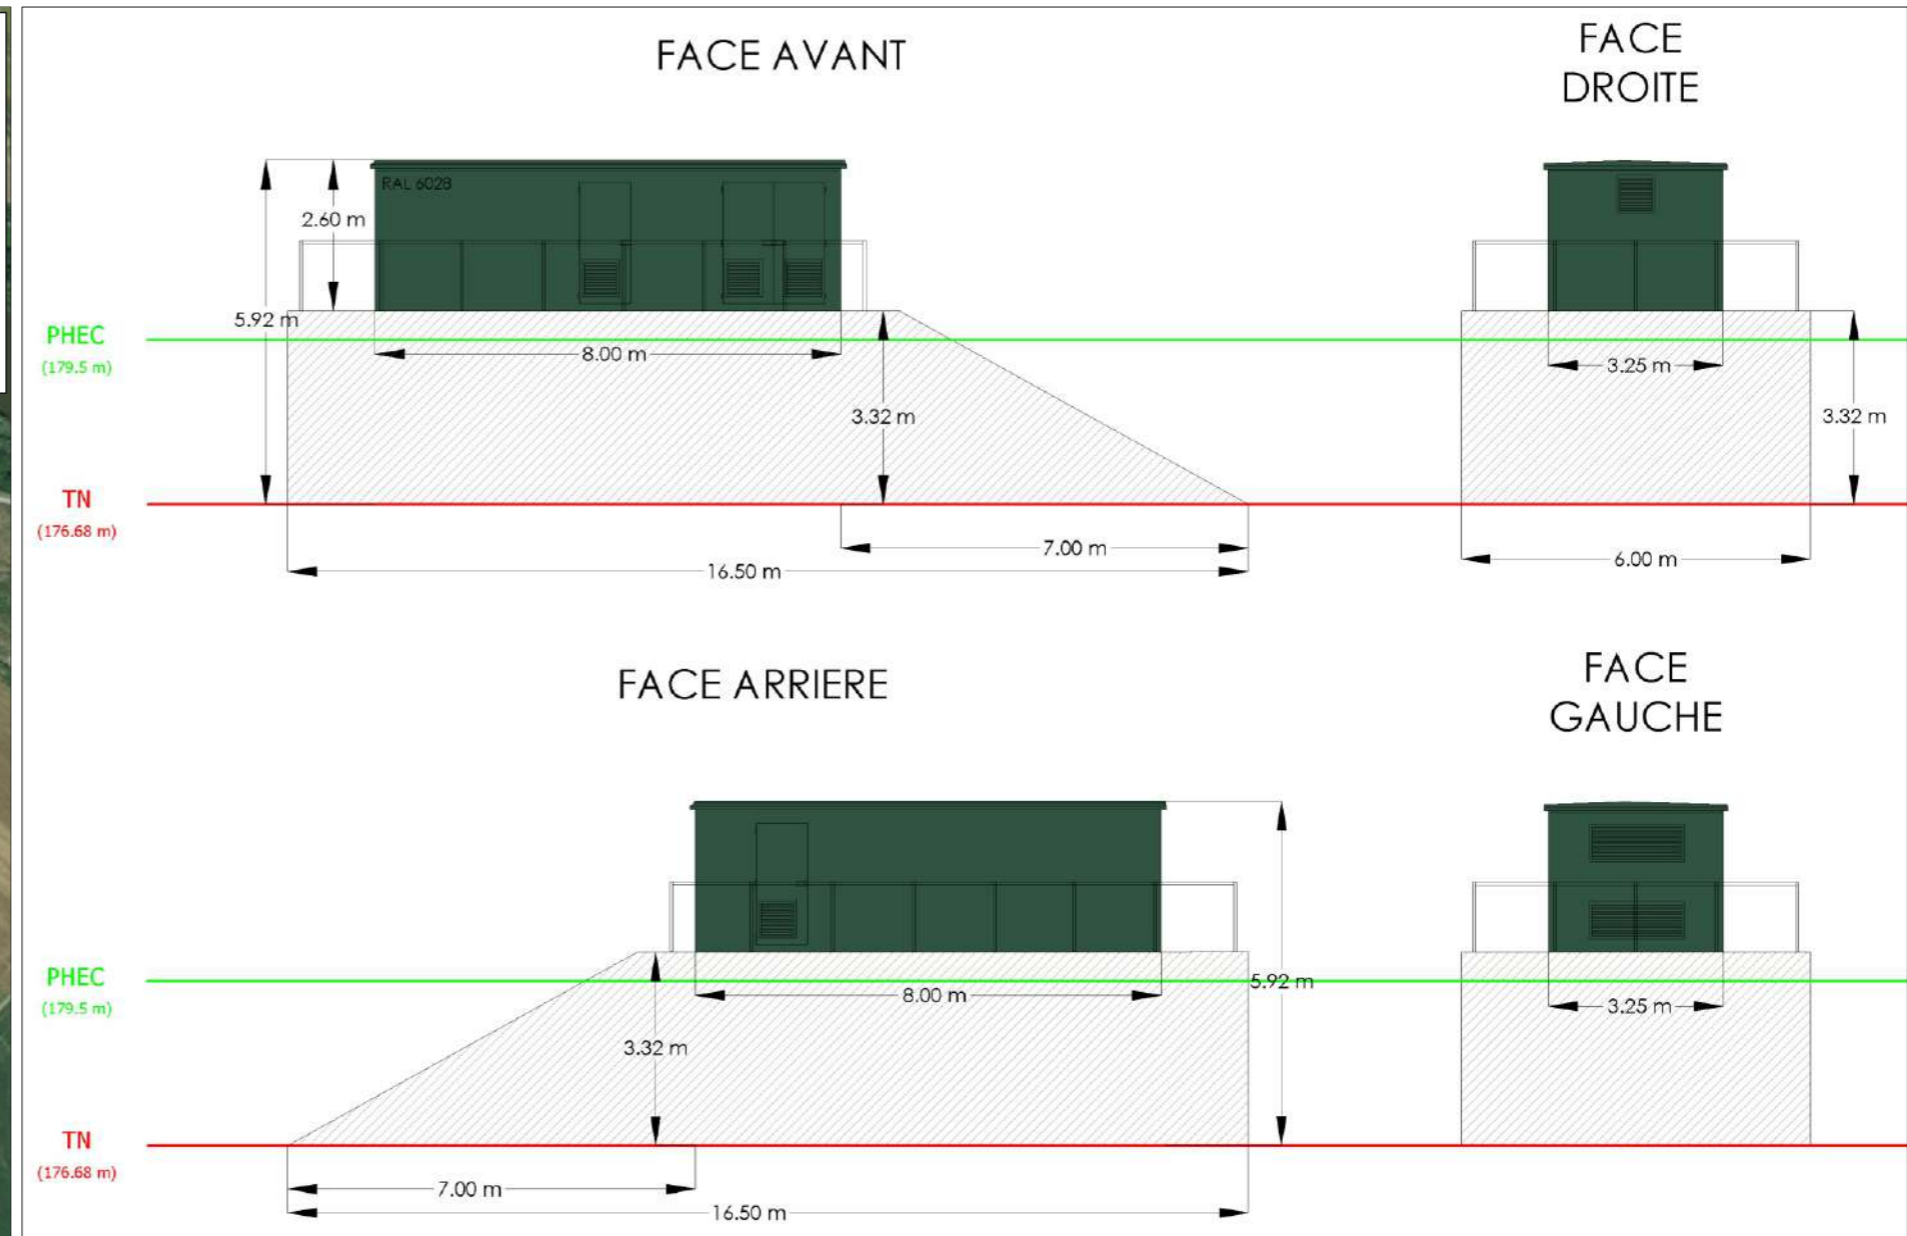 FACE AVANT
FACE
DROITE
RAL 6028
2.60 m
5.92 m
PHEC
(179.5 m)
8.00 m
3.25 m
3.32 m
3.32 m
TN
(176.68 m)
7.00 m
16.50 m
6.00 m
FACE ARRIERE
FACE
GAUCHE
PHEC
(179.5 m)
8.00 m
5.92 m
3.25 m
3.32 m
TN
(176.68 m)
7.00 m
16.50 m